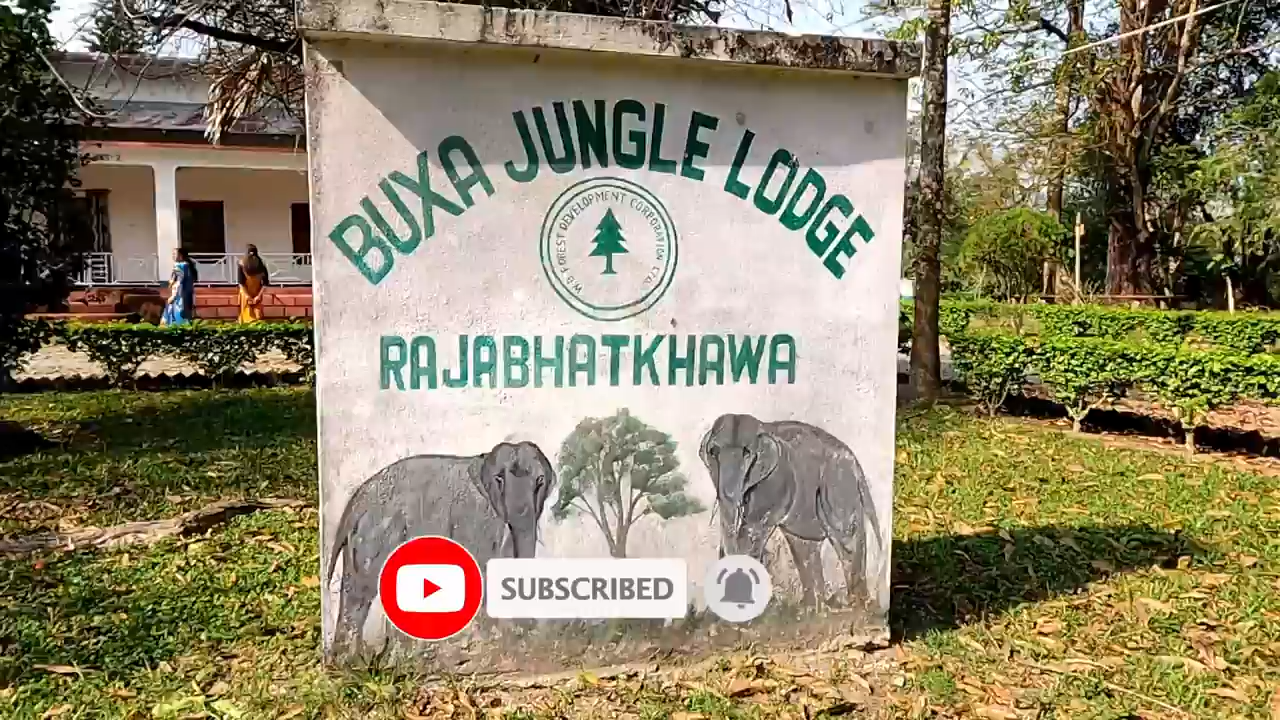 BUXA JUNGLE LODGE
W.B. FOREST DEVELOPMENT CORPORATION LTD.
RAJABHATKHAWA
SUBSCRIBED